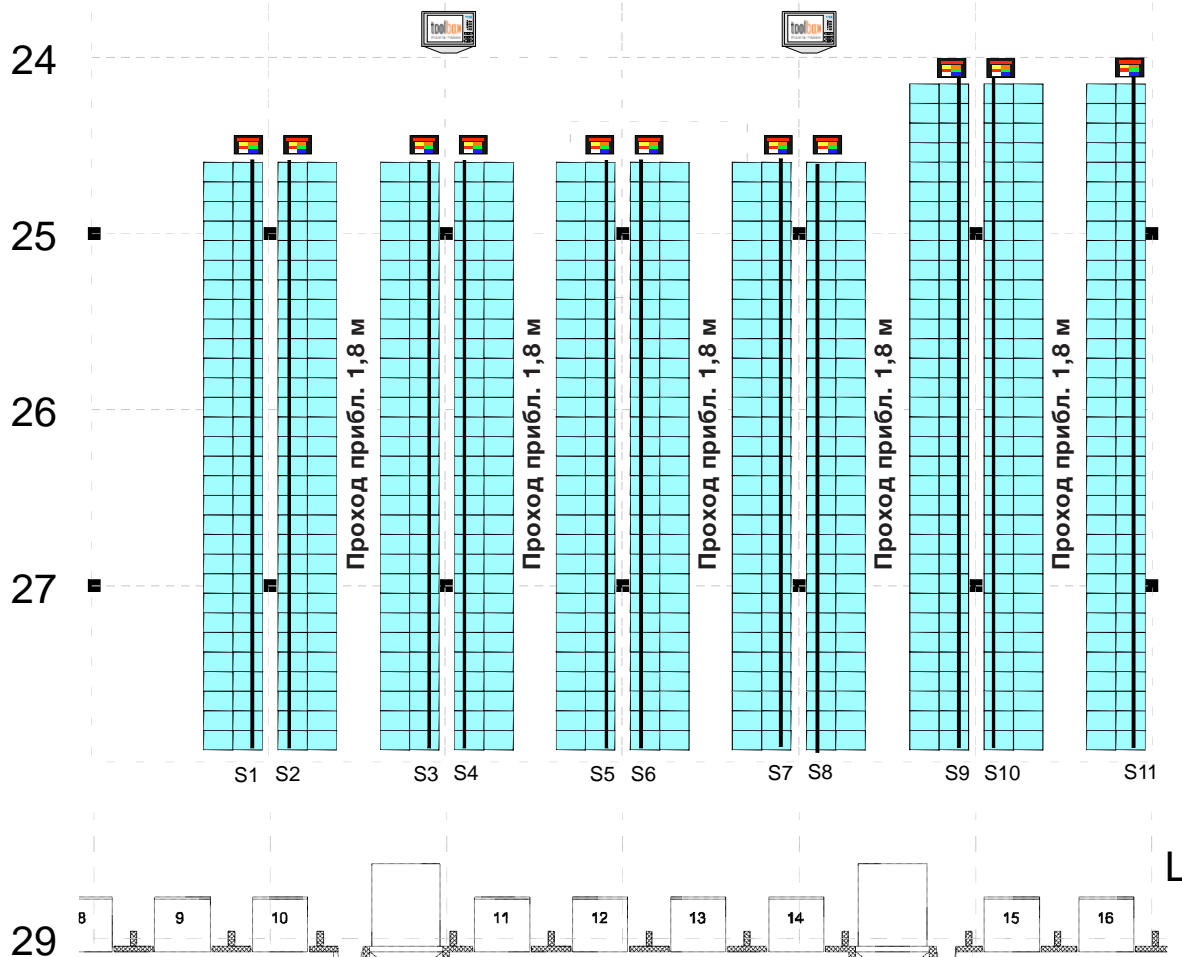 toolbox
toolbox
24
25
26
27
29
Проход прибл. 1,8 м
Проход прибл. 1,8 м
Проход прибл. 1,8 м
Проход прибл. 1,8 м
Проход прибл. 1,8 м
S1 S2 S3 S4 S5 S6 S7 S8 S9 S10 S11
L
8 9 10 11 12 13 14 15 16